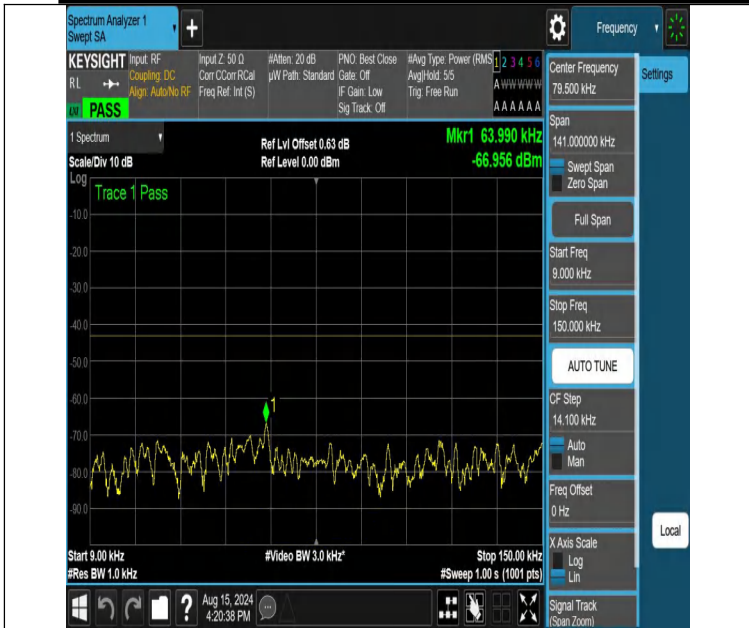 Spectrum Analyzer 1
Swept SA
+
Frequency
KEYSIGHT
RL
LXI
PASS
Input: RF
Coupling: DC
Align: Auto/No RF
Input Z: 50 Ω
Corr CCorr RCal
Freq Ref: Int (S)
#Atten: 20 dB
µW Path: Standard
PNO: Best Close
Gate: Off
IF Gain: Low
Sig Track: Off
#Avg Type: Power (RMS
Avg|Hold: 5/5
Trig: Free Run
1 2 3 4 5 6
A W W W W W
A A A A A A
1 Spectrum
Scale/Div 10 dB
Ref Lvl Offset 0.63 dB
Ref Level 0.00 dBm
Mkr1 63.990 kHz
-66.956 dBm
Log
Trace 1 Pass
-10.0
-20.0
-30.0
-40.0
-50.0
-60.0
-70.0
-80.0
-90.0
1
Start 9.00 kHz
#Res BW 1.0 kHz
#Video BW 3.0 kHz*
Stop 150.00 kHz
#Sweep 1.00 s (1001 pts)
Aug 15, 2024
4:20:38 PM
?
Center Frequency
79.500 kHz
Settings
Span
141.000000 kHz
Swept Span
Zero Span
Full Span
Start Freq
9.000 kHz
Stop Freq
150.000 kHz
AUTO TUNE
CF Step
14.100 kHz
Auto
Man
Freq Offset
0 Hz
X Axis Scale
Log
Lin
Local
Signal Track
(Span Zoom)